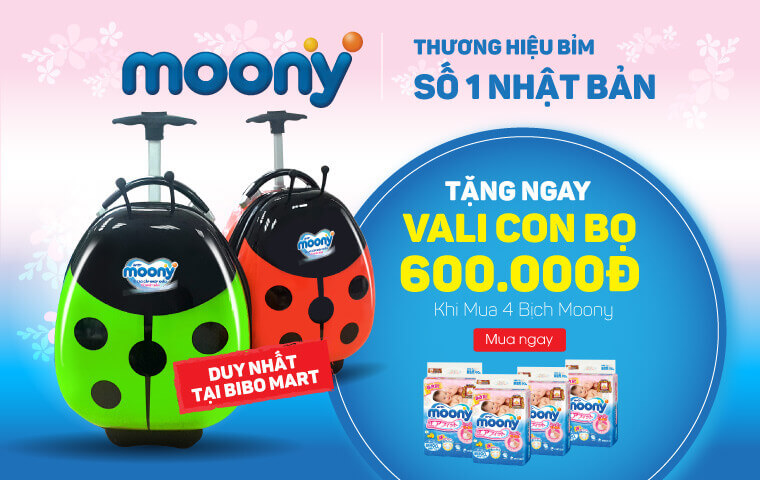 moony
THƯƠNG HIỆU BỈM
SỐ 1 NHẬT BẢN
TẶNG NGAY
VALI CON BỌ
600.000Đ
Khi Mua 4 Bịch Moony
Mua ngay
moony
moony
DUY NHẤT
TẠI BIBO MART
moony
moony
moony
moony